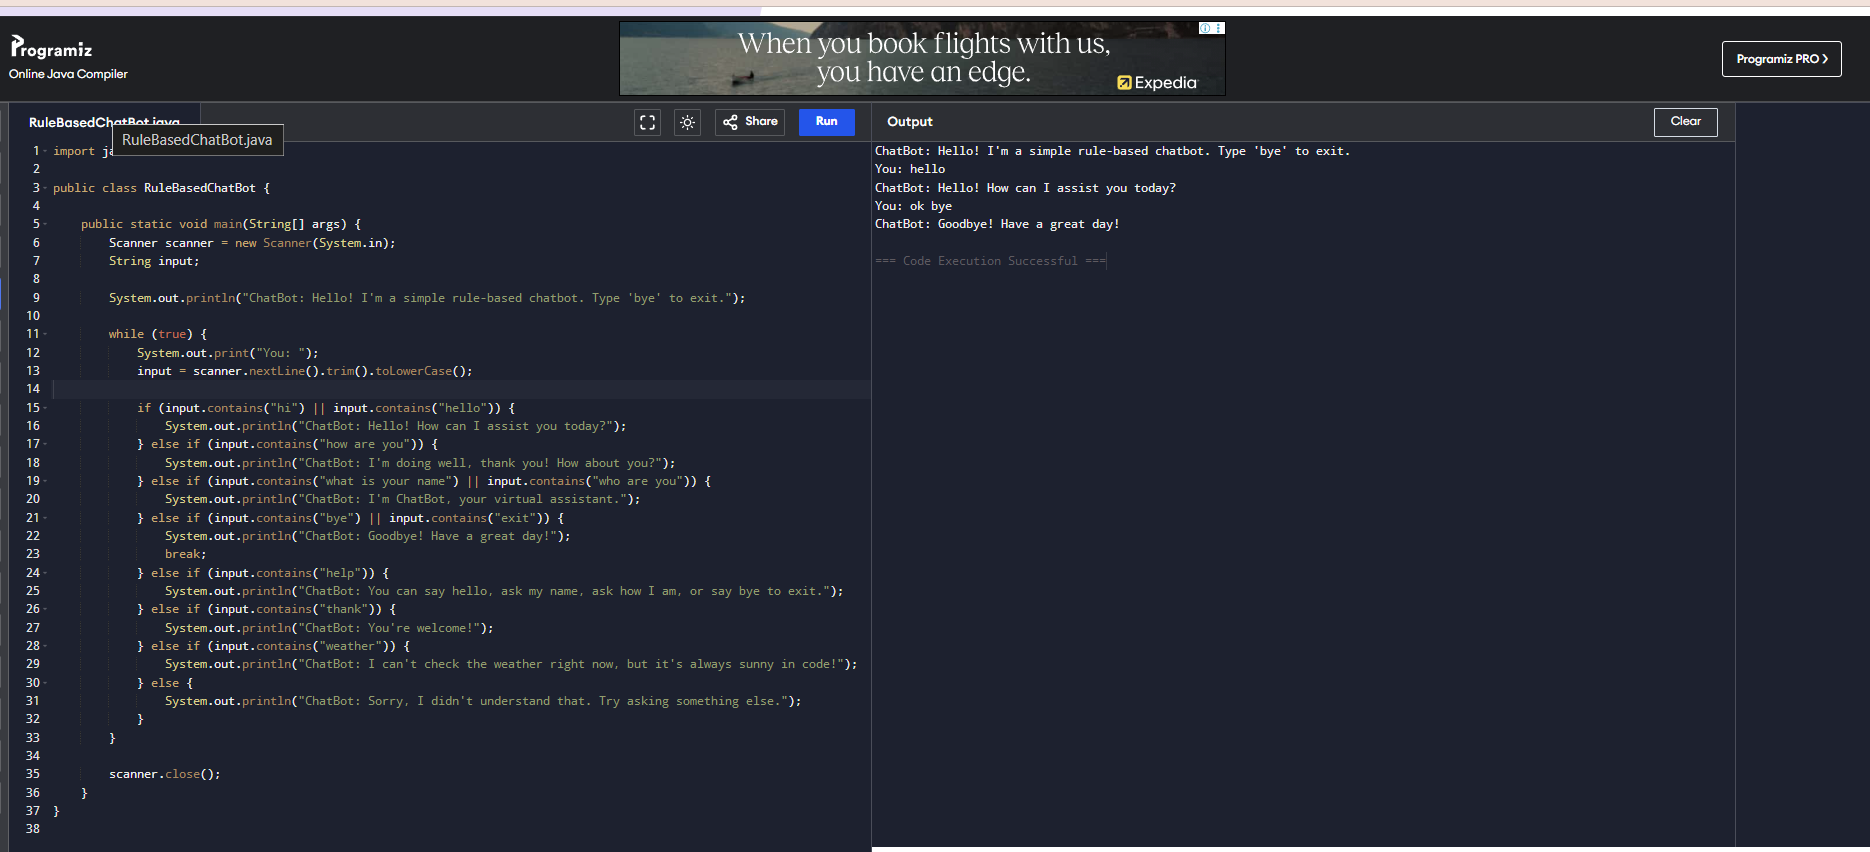 Programiz
Online Java Compiler
When you book flights with us,
you have an edge.
Expedia
Programiz PRO
RuleBasedChatBot.java
RuleBasedChatBot.java
Share
Run
Output
Clear
1 import
2
3 public class RuleBasedChatBot {
4
5     public static void main(String[] args) {
6         Scanner scanner = new Scanner(System.in);
7         String input;
8
9         System.out.println("ChatBot: Hello! I'm a simple rule-based chatbot. Type 'bye' to exit.");
10
11         while (true) {
12             System.out.print("You: ");
13             input = scanner.nextLine().trim().toLowerCase();
14
15             if (input.contains("hi") || input.contains("hello")) {
16                 System.out.println("ChatBot: Hello! How can I assist you today?");
17             } else if (input.contains("how are you")) {
18                 System.out.println("ChatBot: I'm doing well, thank you! How about you?");
19             } else if (input.contains("what is your name") || input.contains("who are you")) {
20                 System.out.println("ChatBot: I'm ChatBot, your virtual assistant.");
21             } else if (input.contains("bye") || input.contains("exit")) {
22                 System.out.println("ChatBot: Goodbye! Have a great day!");
23                 break;
24             } else if (input.contains("help")) {
25                 System.out.println("ChatBot: You can say hello, ask my name, ask how I am, or say bye to exit.");
26             } else if (input.contains("thank")) {
27                 System.out.println("ChatBot: You're welcome!");
28             } else if (input.contains("weather")) {
29                 System.out.println("ChatBot: I can't check the weather right now, but it's always sunny in code!");
30             } else {
31                 System.out.println("ChatBot: Sorry, I didn't understand that. Try asking something else.");
32             }
33         }
34
35         scanner.close();
36     }
37 }
38
ChatBot: Hello! I'm a simple rule-based chatbot. Type 'bye' to exit.
You: hello
ChatBot: Hello! How can I assist you today?
You: ok bye
ChatBot: Goodbye! Have a great day!
=== Code Execution Successful ===